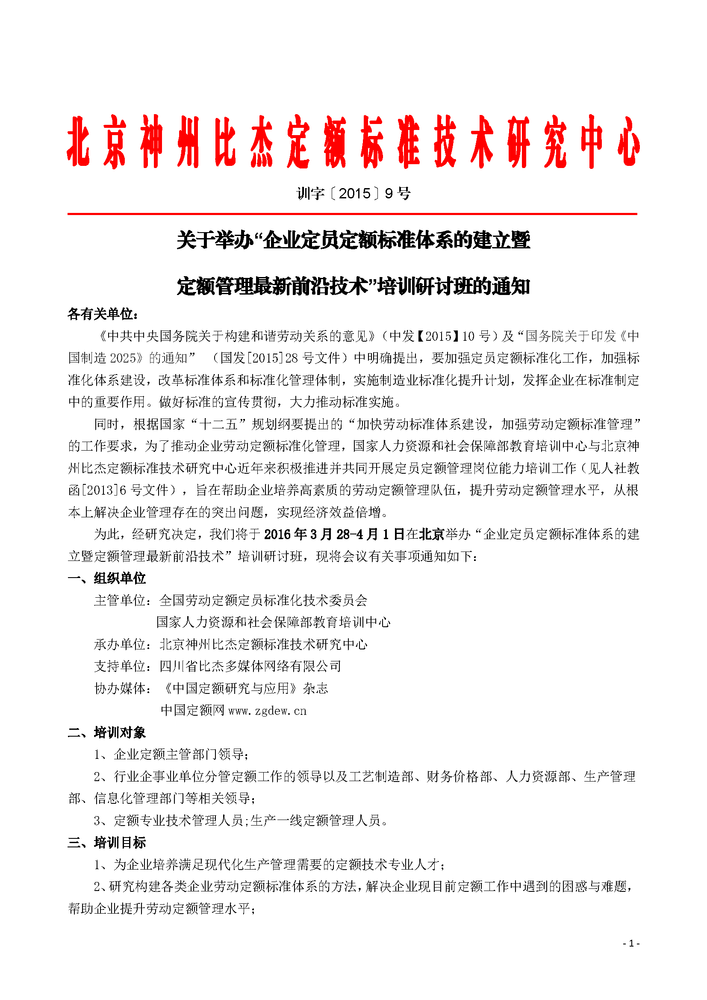 北京神州比杰定额标准技术研究中心
训字〔2015〕9号
关于举办“企业定员定额标准体系的建立暨
定额管理最新前沿技术”培训研讨班的通知
各有关单位：
《中共中央国务院关于构建和谐劳动关系的意见》（中发【2015】10号）及“国务院关于印发《中
国制造2025》的通知” （国发[2015]28号文件）中明确提出，要加强定员定额标准化工作，加强标
准化体系建设，改革标准体系和标准化管理体制，实施制造业标准化提升计划，发挥企业在标准制定
中的重要作用。做好标准的宣传贯彻，大力推动标准实施。
同时，根据国家“十二五”规划纲要提出的“加快劳动标准体系建设，加强劳动定额标准管理”
的工作要求，为了推动企业劳动定额标准化管理，国家人力资源和社会保障部教育培训中心与北京神
州比杰定额标准技术研究中心近年来积极推进并共同开展定员定额管理岗位能力培训工作（见人社教
函[2013]6号文件），旨在帮助企业培养高素质的劳动定额管理队伍，提升劳动定额管理水平，从根
本上解决企业管理存在的突出问题，实现经济效益倍增。
为此，经研究决定，我们将于2016年3月28-4月1日在北京举办“企业定员定额标准体系的建
立暨定额管理最新前沿技术”培训研讨班，现将会议有关事项通知如下：
一、组织单位
主管单位：全国劳动定额定员标准化技术委员会
国家人力资源和社会保障部教育培训中心
承办单位：北京神州比杰定额标准技术研究中心
支持单位：四川省比杰多媒体网络有限公司
协办媒体：《中国定额研究与应用》杂志
中国定额网www.zgdew.cn
二、培训对象
1、企业定额主管部门领导；
2、行业企事业单位分管定额工作的领导以及工艺制造部、财务价格部、人力资源部、生产管理
部、信息化管理部门等相关领导；
3、定额专业技术管理人员;生产一线定额管理人员。
三、培训目标
1、为企业培养满足现代化生产管理需要的定额技术专业人才；
2、研究构建各类企业劳动定额标准体系的方法，解决企业现目前定额工作中遇到的困惑与难题，
帮助企业提升劳动定额管理水平；
- 1 -